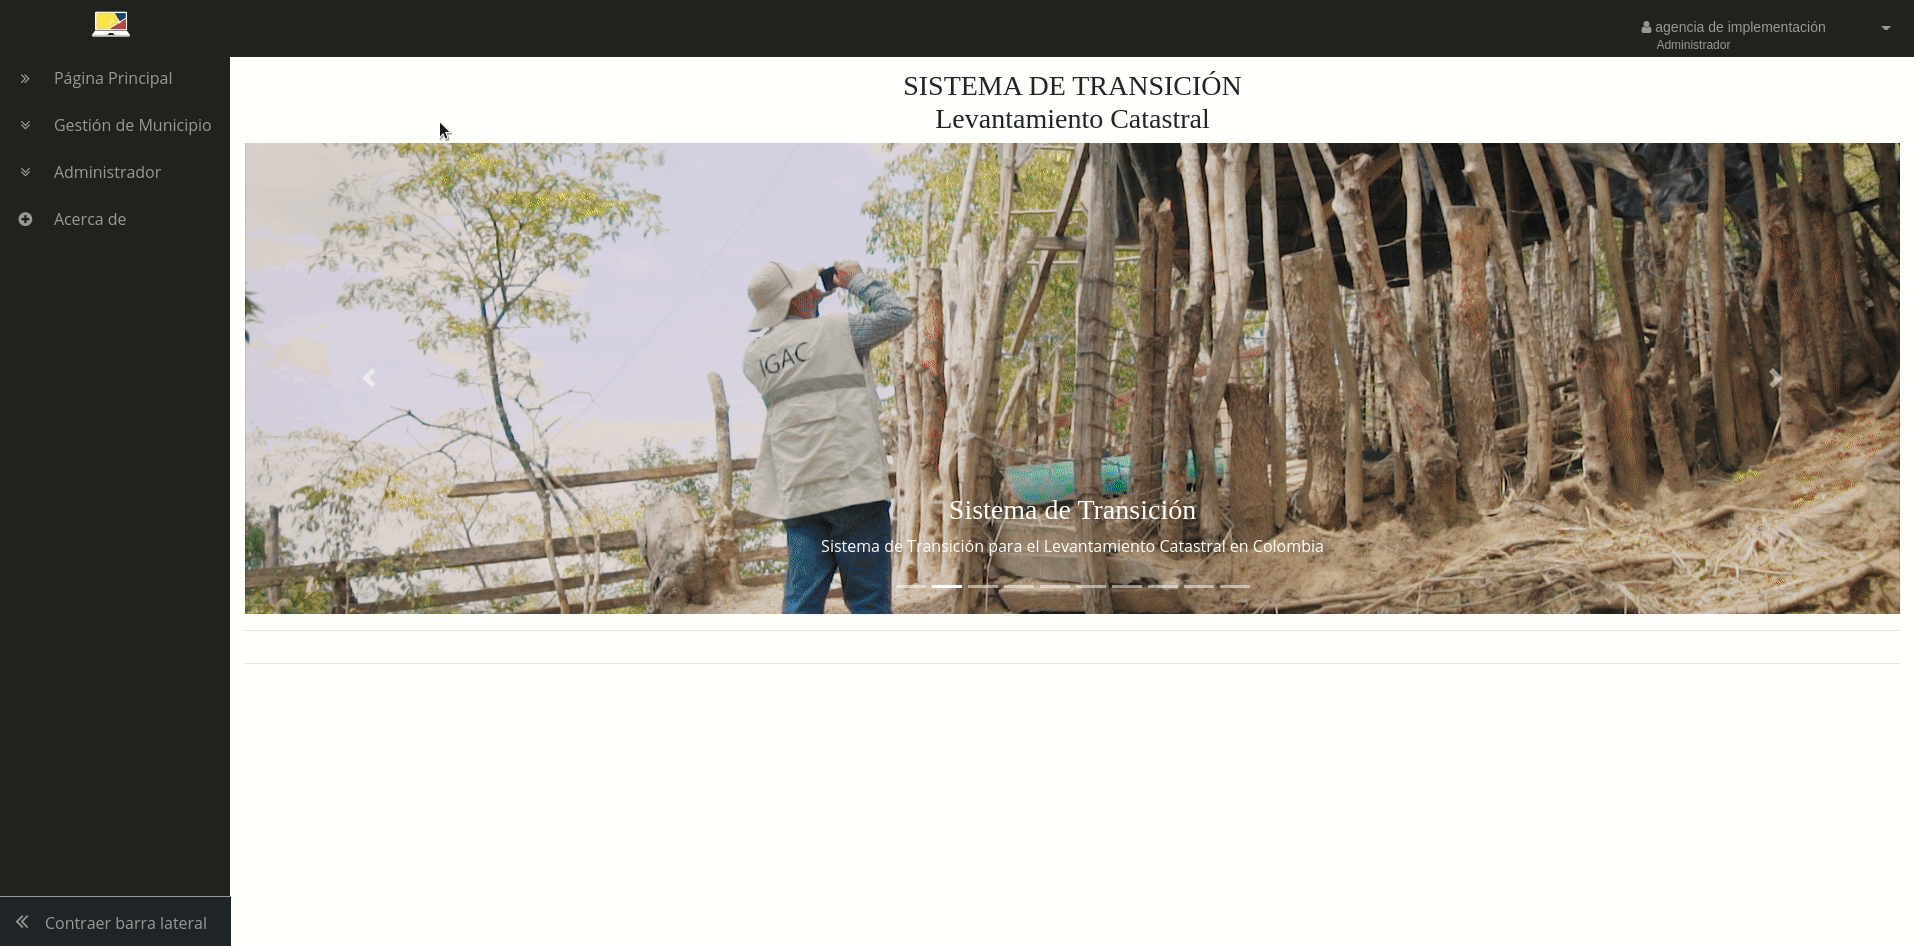 agencia de implementación
Administrador
Página Principal
Gestión de Municipio
Administrador
Acerca de
SISTEMA DE TRANSICIÓN
Levantamiento Catastral
IGAC
Sistema de Transición
Sistema de Transición para el Levantamiento Catastral en Colombia
Contraer barra lateral